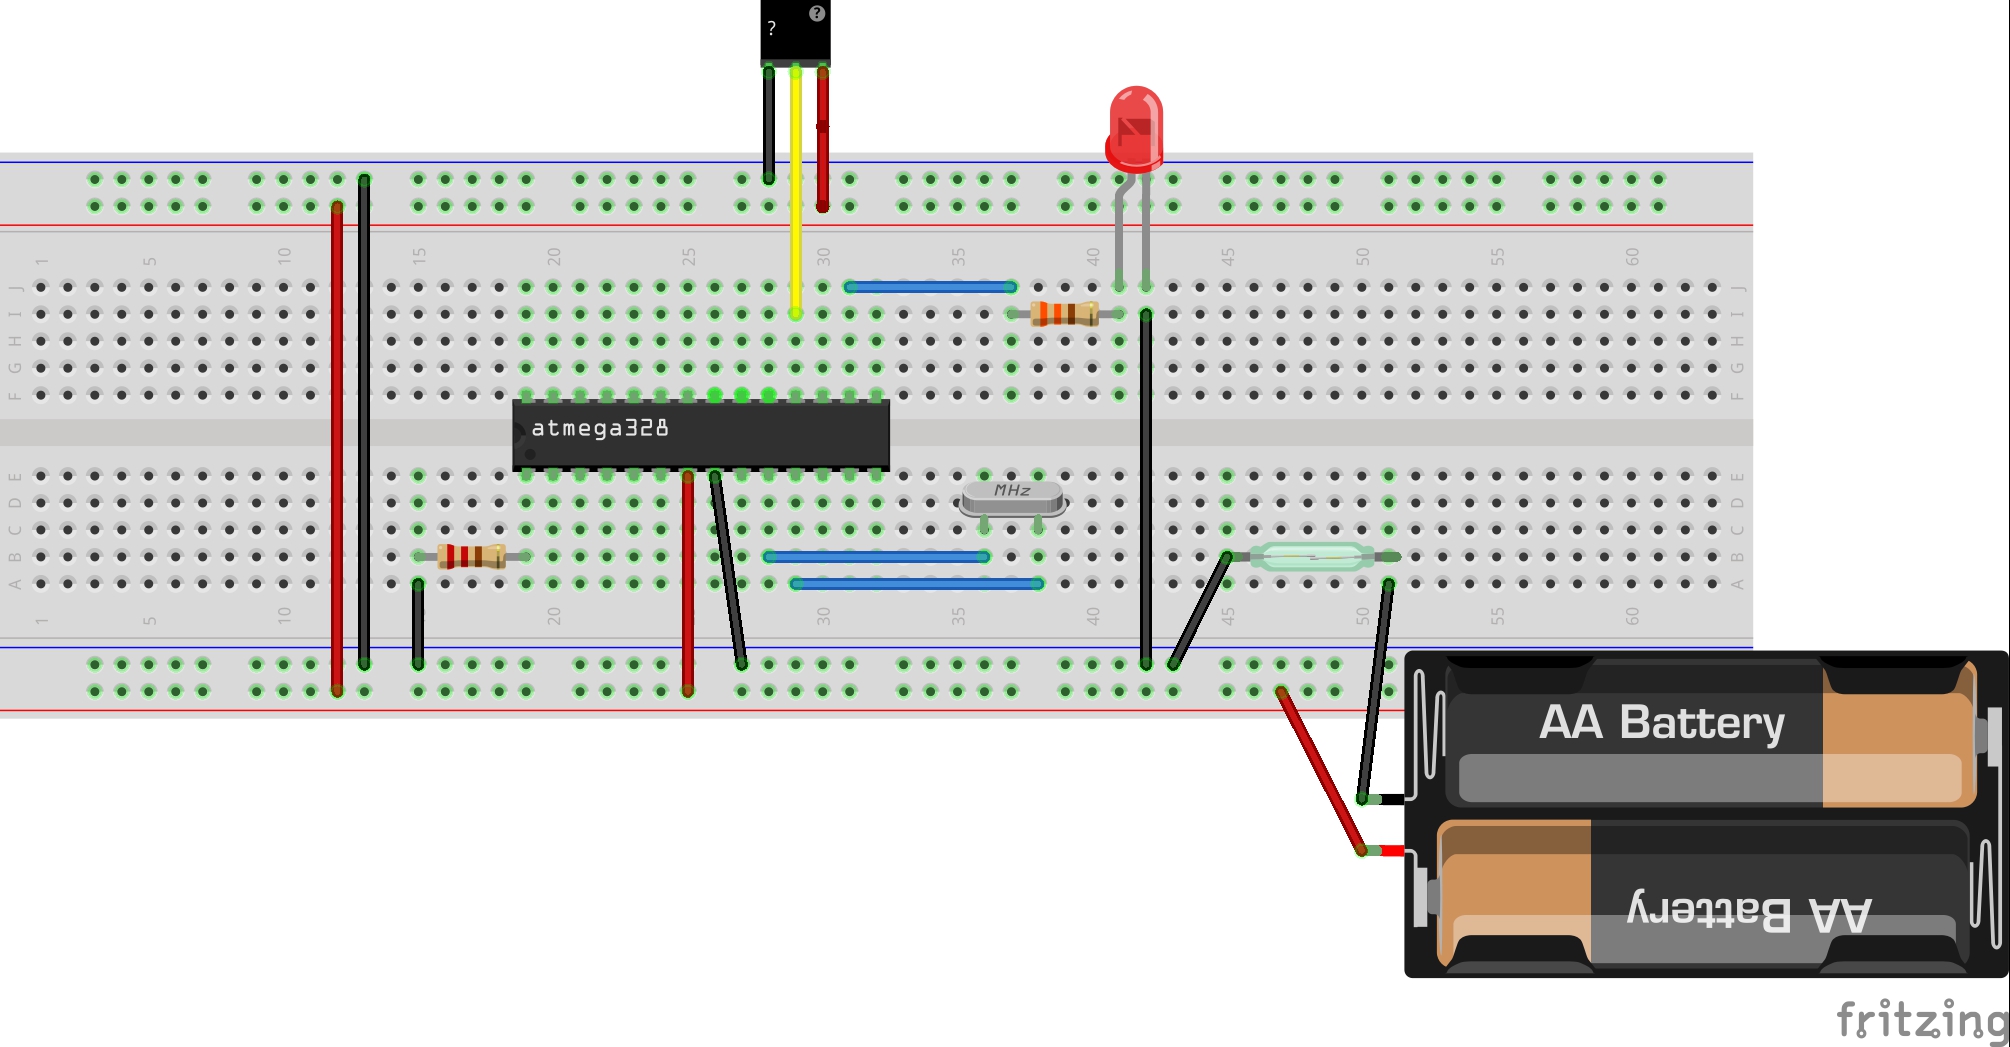 ?
?
1 5 10 15 20 25 30 35 40 45 50 55 60
J J
I I
H H
G G
F F
atmega328
E E
D MHz D
C C
B B
A A
1 5 10 15 20 25 30 35 40 45 50 55 60
AA Battery
AA Battery
fritzing